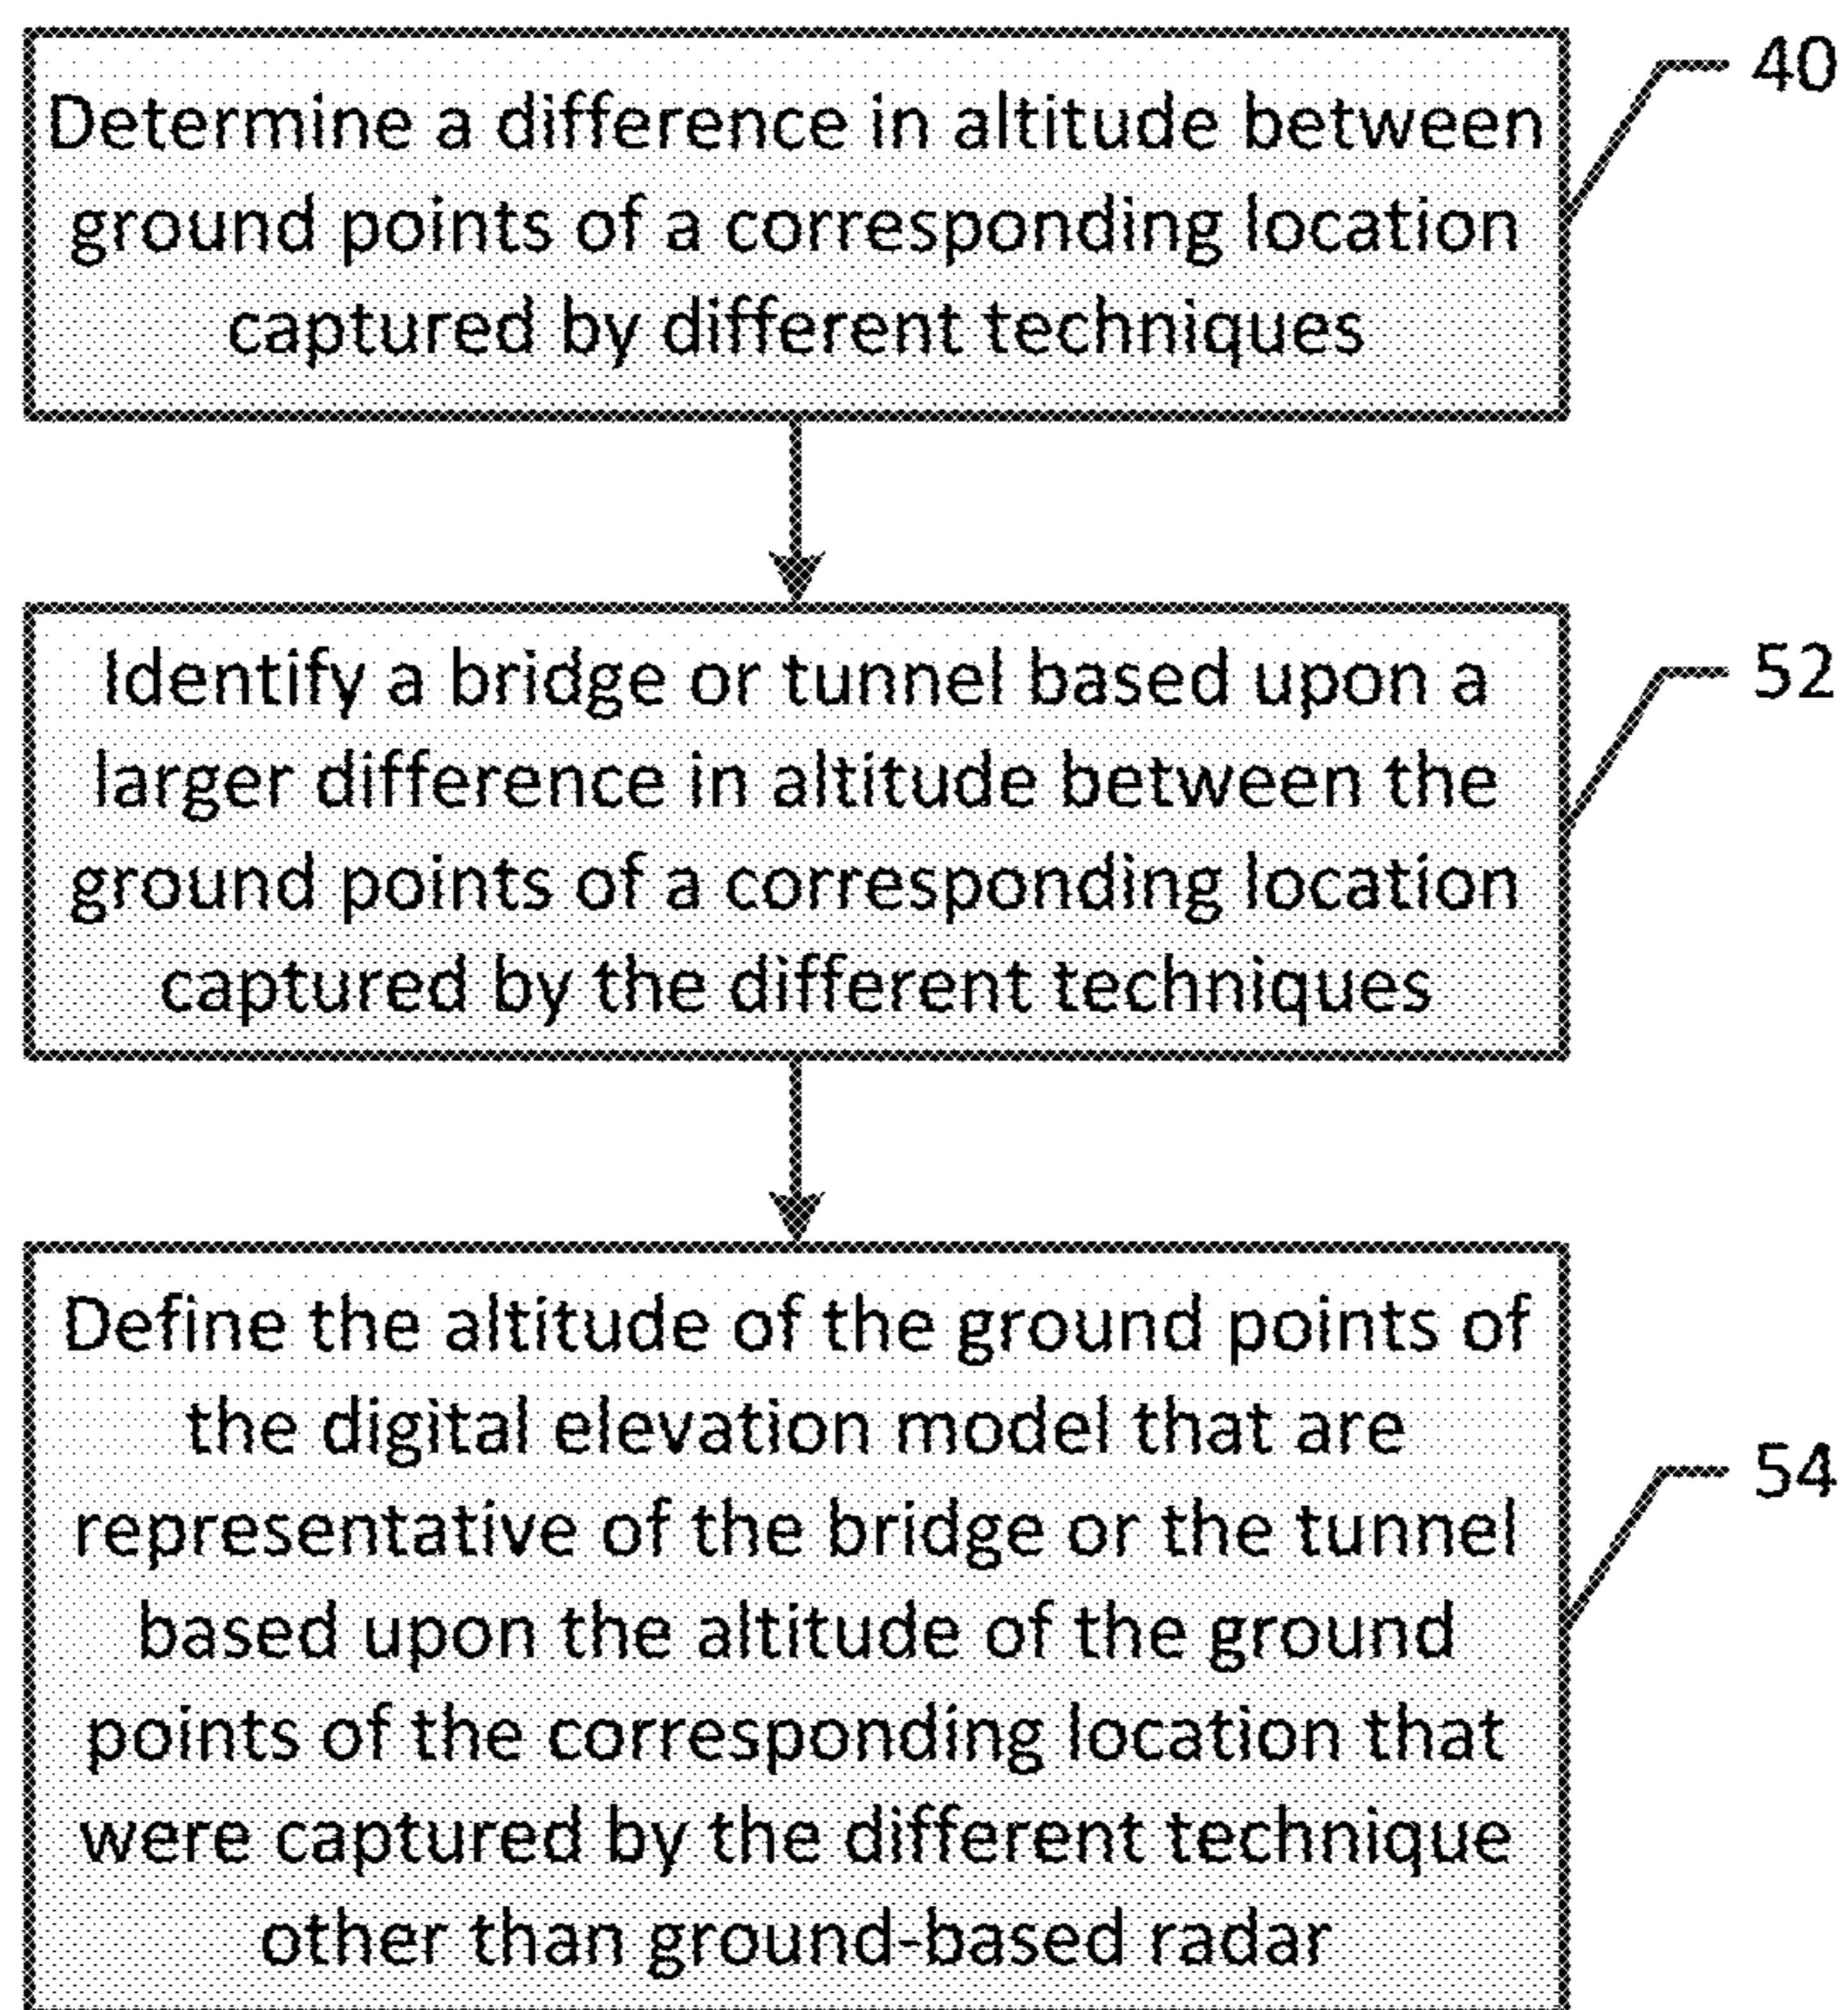 Determine a difference in altitude between
ground points of a corresponding location
captured by different techniques
40
Identify a bridge or tunnel based upon a
larger difference in altitude between the
ground points of a corresponding location
captured by the different techniques
52
Define the altitude of the ground points of
the digital elevation model that are
representative of the bridge or the tunnel
based upon the altitude of the ground
points of the corresponding location that
were captured by the different technique
other than ground-based radar
54